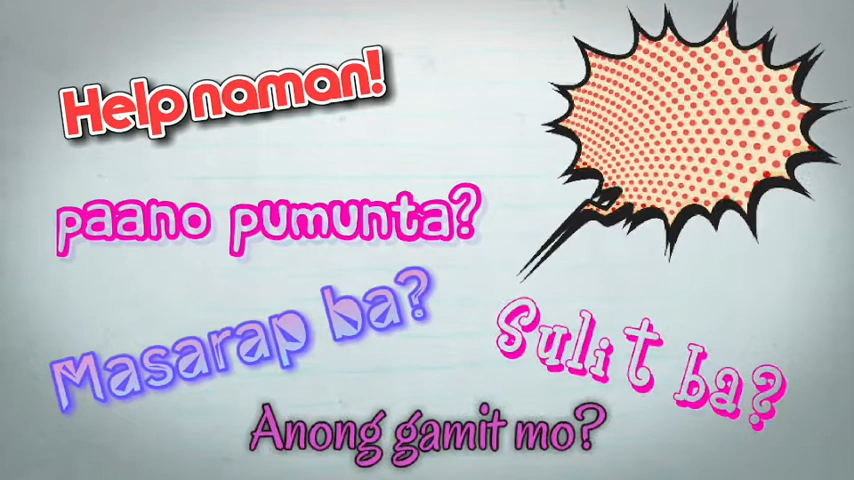 Help naman!
paano pumunta?
Masarap ba?
Sulit ba?
Anong gamit mo?